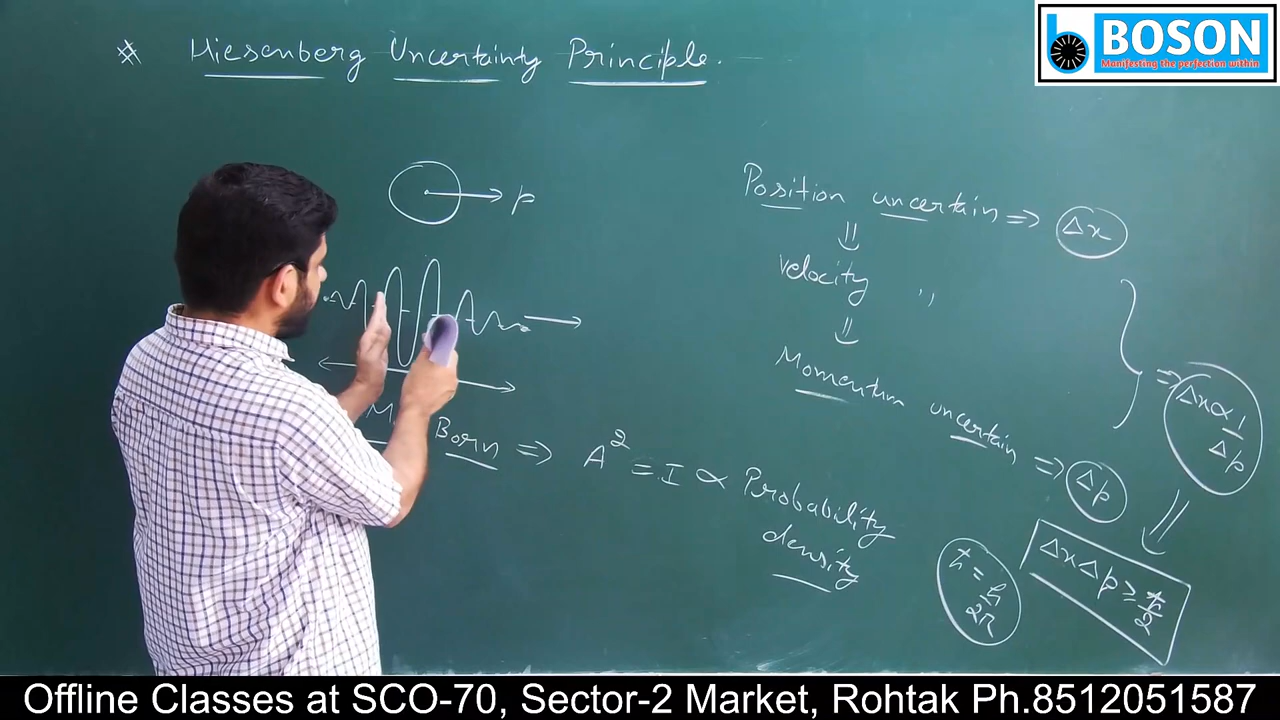 * Hiesenberg Uncertainty Principle.
BOSON
Manifesting the perfection within
p
Position uncertain ⇒ Δx
⇓
velocity ''
⇓
Momentum uncertain ⇒ Δp
⇒ Δx ∝ 1/Δp
Born ⇒ A² = I ∝ Probability
density
ħ = h/2π
Δx Δp ≥ ħ/2
Offline Classes at SCO-70, Sector-2 Market, Rohtak Ph.8512051587